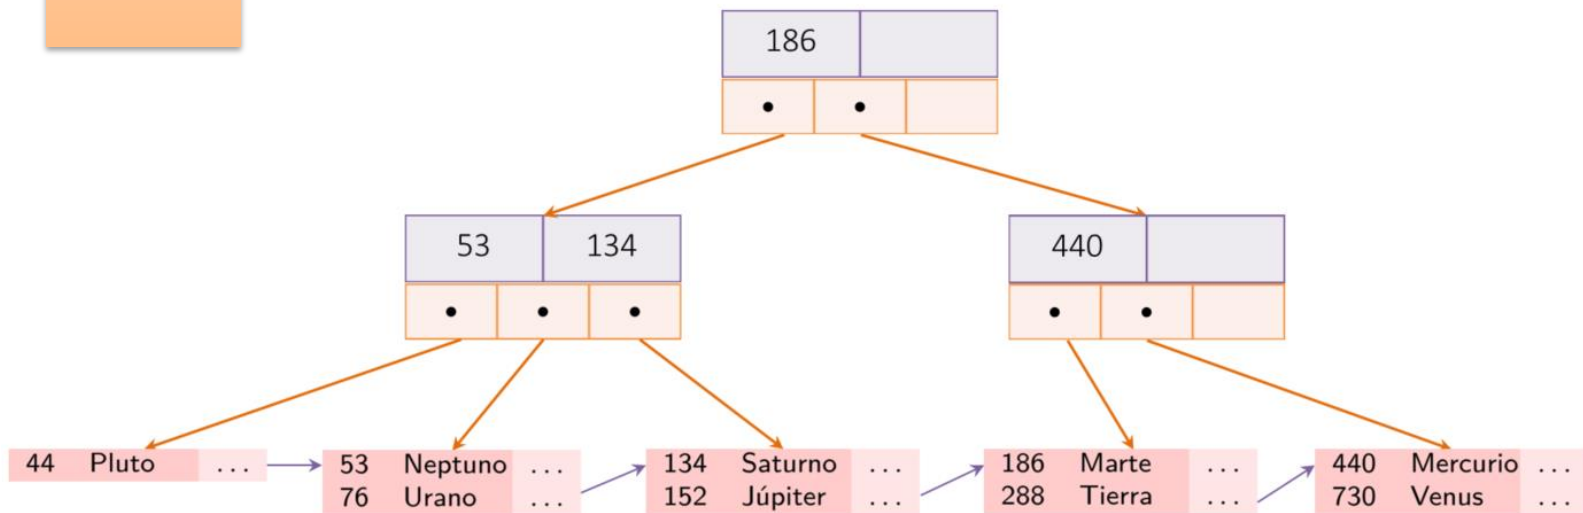 186
53 134
440
44 Pluto ...
53 Neptuno ...
76 Urano ...
134 Saturno ...
152 Júpiter ...
186 Marte ...
288 Tierra ...
440 Mercurio ...
730 Venus ...